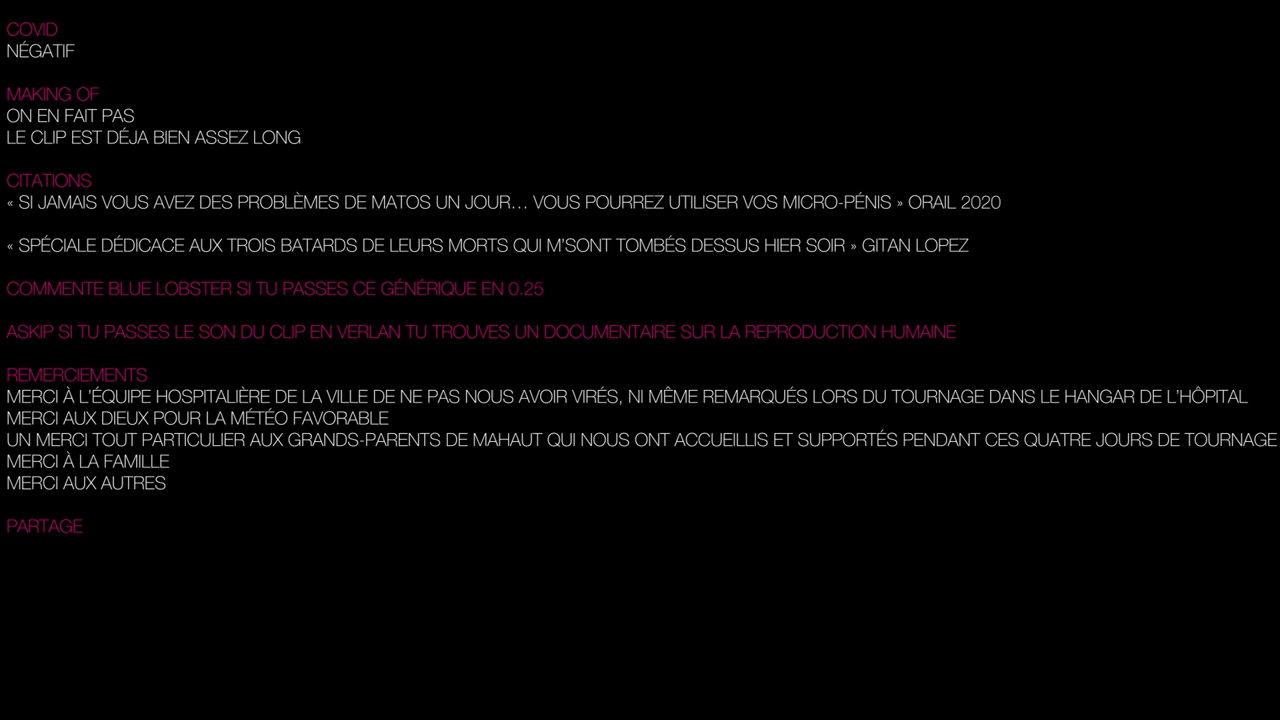 COVID
NÉGATIF
MAKING OF
ON EN FAIT PAS
LE CLIP EST DÉJA BIEN ASSEZ LONG
CITATIONS
« SI JAMAIS VOUS AVEZ DES PROBLÈMES DE MATOS UN JOUR… VOUS POURREZ UTILISER VOS MICRO-PÉNIS » ORAIL 2020
« SPÉCIALE DÉDICACE AUX TROIS BATARDS DE LEURS MORTS QUI M'SONT TOMBÉS DESSUS HIER SOIR » GITAN LOPEZ
COMMENTE BLUE LOBSTER SI TU PASSES CE GÉNÉRIQUE EN 0.25
ASKIP SI TU PASSES LE SON DU CLIP EN VERLAN TU TROUVES UN DOCUMENTAIRE SUR LA REPRODUCTION HUMAINE
REMERCIEMENTS
MERCI À L'ÉQUIPE HOSPITALIÈRE DE LA VILLE DE NE PAS NOUS AVOIR VIRÉS, NI MÊME REMARQUÉS LORS DU TOURNAGE DANS LE HANGAR DE L'HÔPITAL
MERCI AUX DIEUX POUR LA MÉTÉO FAVORABLE
UN MERCI TOUT PARTICULIER AUX GRANDS-PARENTS DE MAHAUT QUI NOUS ONT ACCUEILLIS ET SUPPORTÉS PENDANT CES QUATRE JOURS DE TOURNAGE
MERCI À LA FAMILLE
MERCI AUX AUTRES
PARTAGE